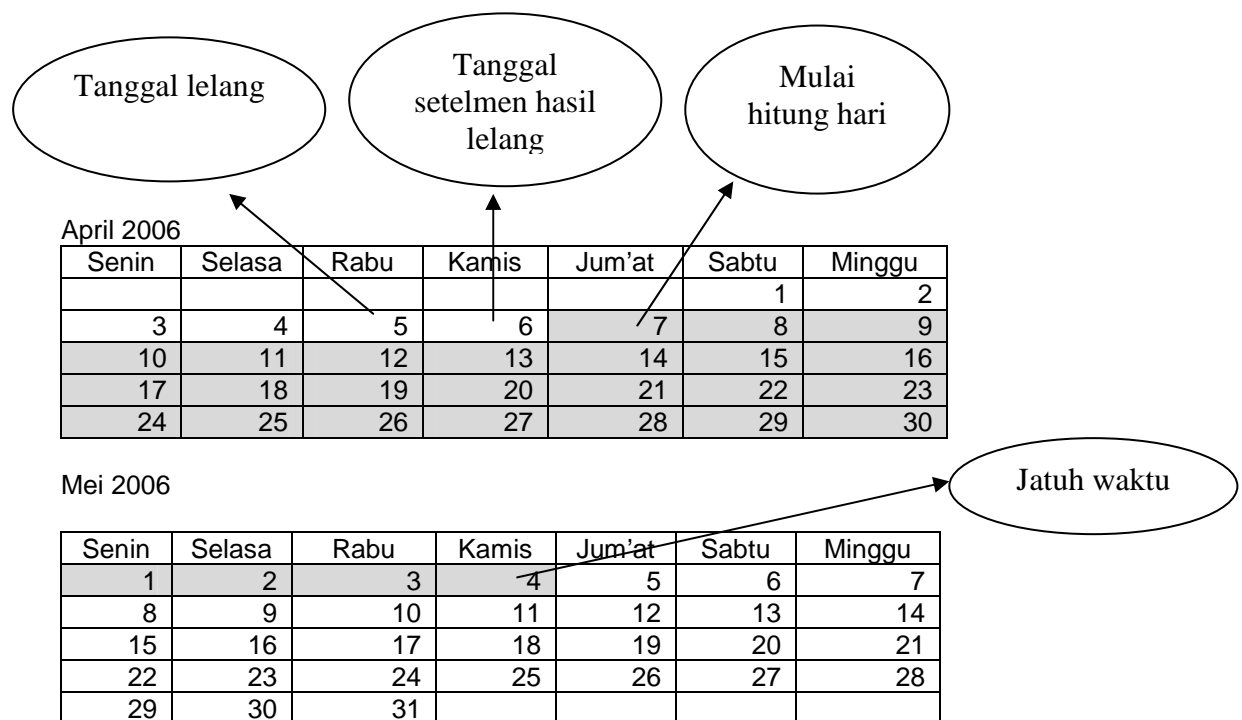 Tanggal lelang
Tanggal
setelmen hasil
lelang
Mulai
hitung hari
April 2006
Senin Selasa Rabu Kamis Jum'at Sabtu Minggu
1 2
3 4 5 6 7 8 9
10 11 12 13 14 15 16
17 18 19 20 21 22 23
24 25 26 27 28 29 30
Jatuh waktu
Mei 2006
Senin Selasa Rabu Kamis Jum'at Sabtu Minggu
1 2 3 4 5 6 7
8 9 10 11 12 13 14
15 16 17 18 19 20 21
22 23 24 25 26 27 28
29 30 31